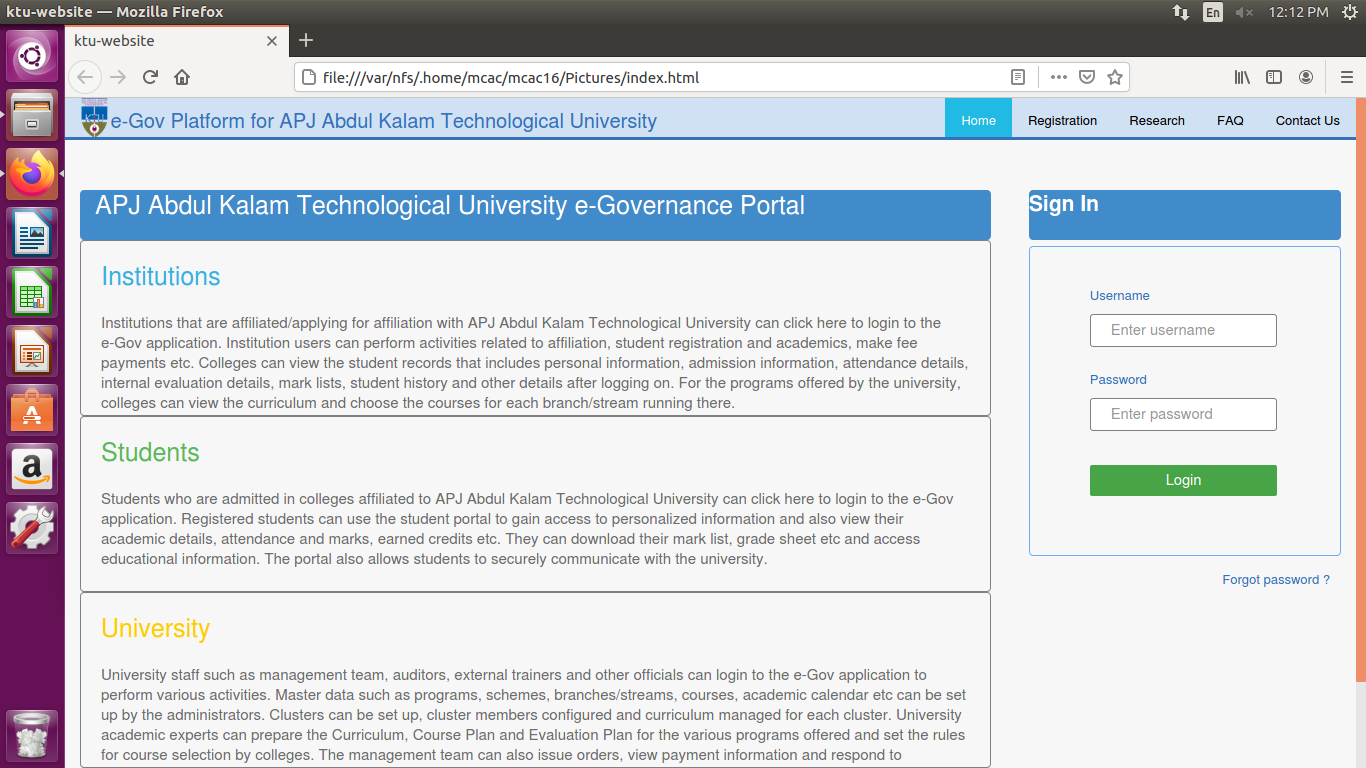 ktu-website — Mozilla Firefox
En
12:12 PM
ktu-website
file:///var/nfs/.home/mcac/mcac16/Pictures/index.html
e-Gov Platform for APJ Abdul Kalam Technological University
Home
Registration
Research
FAQ
Contact Us
APJ Abdul Kalam Technological University e-Governance Portal
Institutions
Institutions that are affiliated/applying for affiliation with APJ Abdul Kalam Technological University can click here to login to the
e-Gov application. Institution users can perform activities related to affiliation, student registration and academics, make fee
payments etc. Colleges can view the student records that includes personal information, admission information, attendance details,
internal evaluation details, mark lists, student history and other details after logging on. For the programs offered by the university,
colleges can view the curriculum and choose the courses for each branch/stream running there.
Students
Students who are admitted in colleges affiliated to APJ Abdul Kalam Technological University can click here to login to the e-Gov
application. Registered students can use the student portal to gain access to personalized information and also view their
academic details, attendance and marks, earned credits etc. They can download their mark list, grade sheet etc and access
educational information. The portal also allows students to securely communicate with the university.
University
University staff such as management team, auditors, external trainers and other officials can login to the e-Gov application to
perform various activities. Master data such as programs, schemes, branches/streams, courses, academic calendar etc can be set
up by the administrators. Clusters can be set up, cluster members configured and curriculum managed for each cluster. University
academic experts can prepare the Curriculum, Course Plan and Evaluation Plan for the various programs offered and set the rules
for course selection by colleges. The management team can also issue orders, view payment information and respond to
Sign In
Username
Enter username
Password
Enter password
Login
Forgot password ?